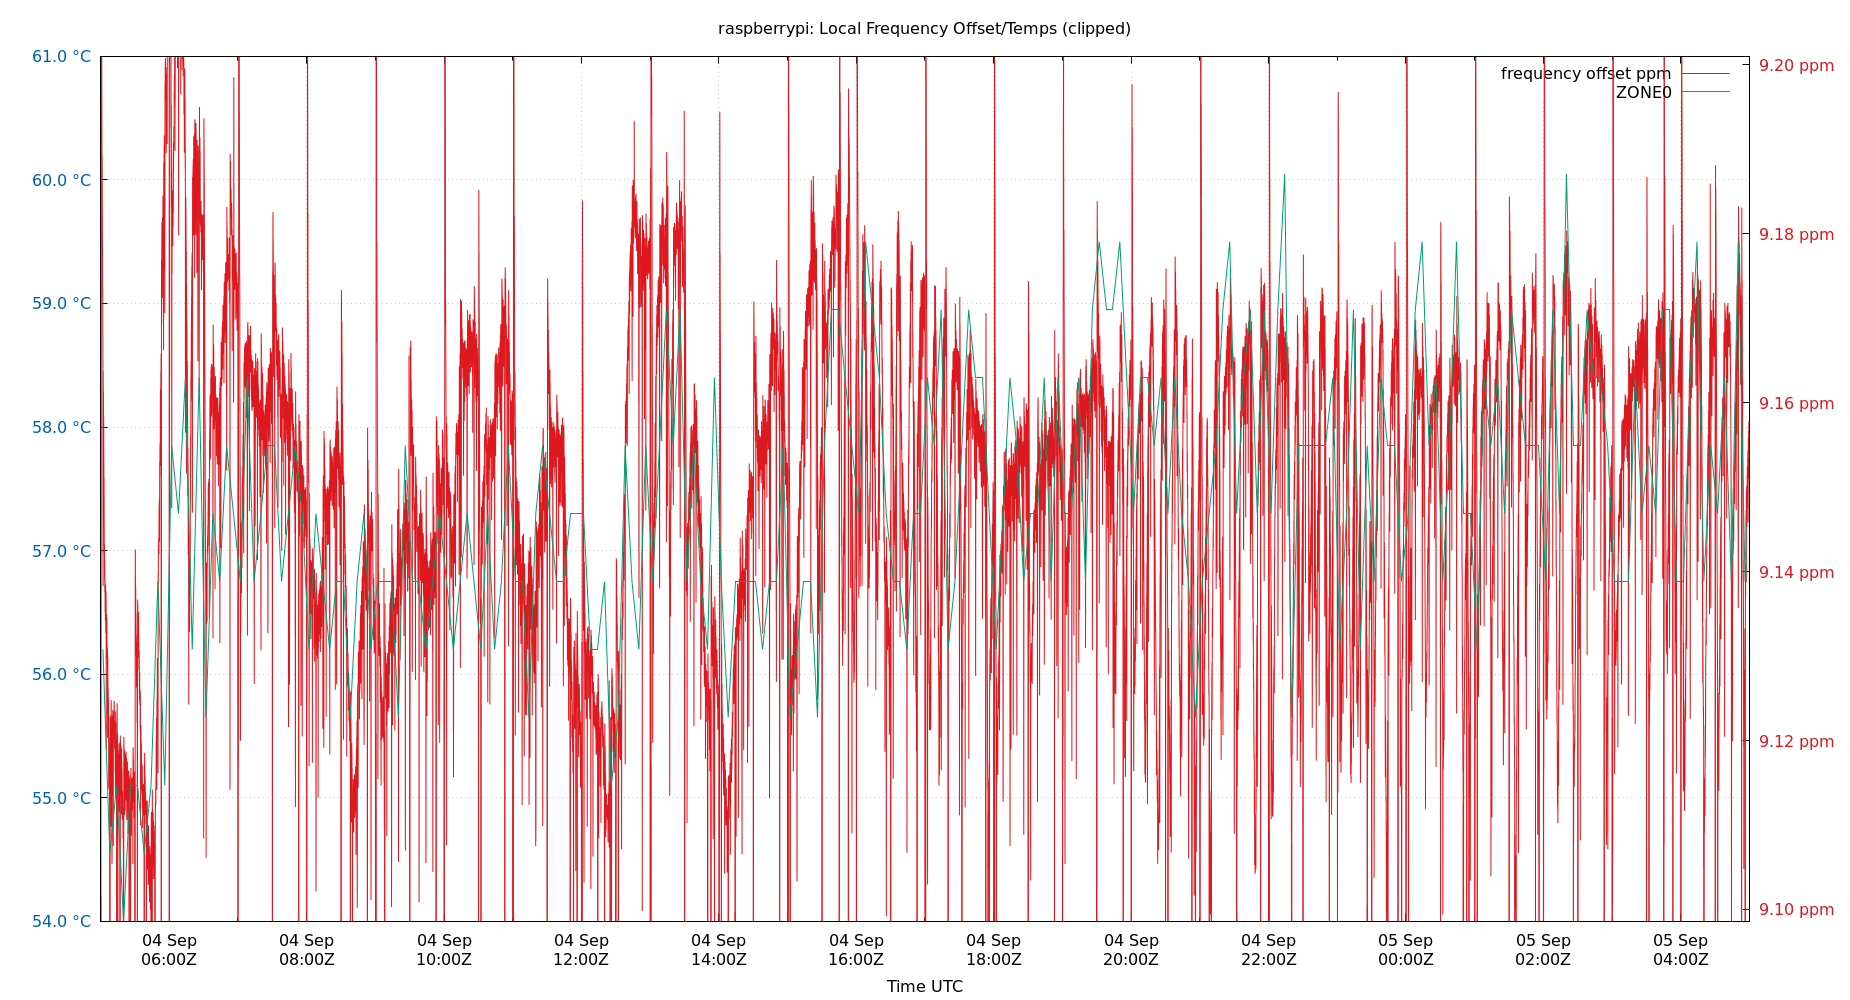 raspberrypi: Local Frequency Offset/Temps (clipped)
61.0 °C
60.0 °C
59.0 °C
58.0 °C
57.0 °C
56.0 °C
55.0 °C
54.0 °C
frequency offset ppm
ZONE0
9.20 ppm
9.18 ppm
9.16 ppm
9.14 ppm
9.12 ppm
9.10 ppm
04 Sep
06:00Z
04 Sep
08:00Z
04 Sep
10:00Z
04 Sep
12:00Z
04 Sep
14:00Z
04 Sep
16:00Z
04 Sep
18:00Z
04 Sep
20:00Z
04 Sep
22:00Z
05 Sep
00:00Z
05 Sep
02:00Z
05 Sep
04:00Z
Time UTC